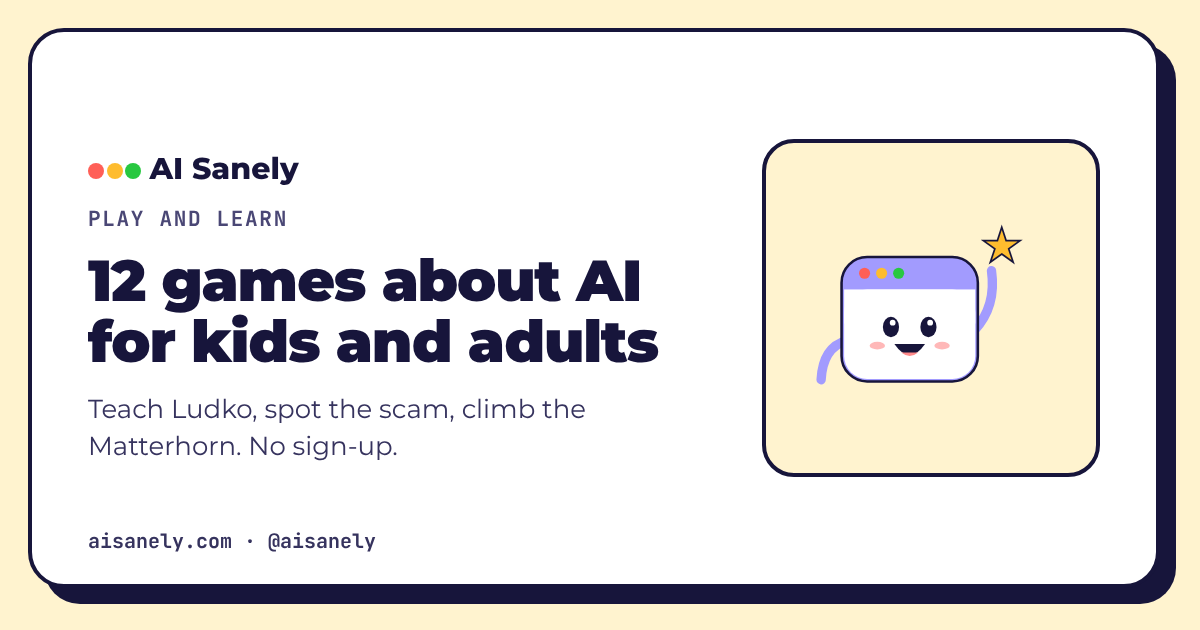 AI Sanely
PLAY AND LEARN
12 games about AI
for kids and adults
Teach Ludko, spot the scam, climb the
Matterhorn. No sign-up.
aisanely.com · @aisanely